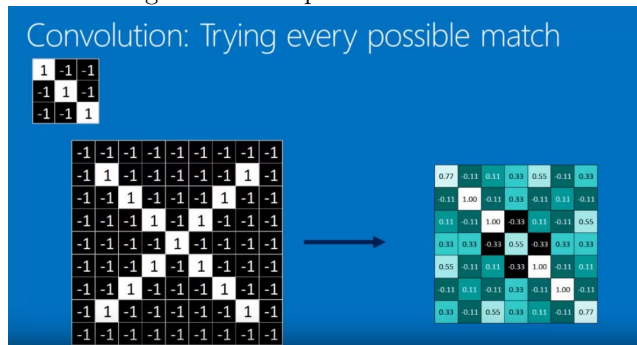 Convolution: Trying every possible match
1 -1 -1
-1 1 -1
-1 -1 1
-1 -1 -1 -1 -1 -1 -1 -1 -1
-1 1 -1 -1 -1 -1 -1 1 -1
-1 -1 1 -1 -1 -1 1 -1 -1
-1 -1 -1 1 -1 1 -1 -1 -1
-1 -1 -1 -1 1 -1 -1 -1 -1
-1 -1 -1 1 -1 1 -1 -1 -1
-1 -1 1 -1 -1 -1 1 -1 -1
-1 1 -1 -1 -1 -1 -1 1 -1
-1 -1 -1 -1 -1 -1 -1 -1 -1
0.77 -0.11 0.11 0.33 0.55 -0.11 0.33
-0.11 1.00 -0.11 0.33 -0.11 0.11 -0.11
0.11 -0.11 1.00 -0.33 0.11 -0.11 0.55
0.33 0.33 -0.33 0.55 -0.33 0.33 0.33
0.55 -0.11 0.11 -0.33 1.00 -0.11 0.11
-0.11 0.11 -0.11 0.33 -0.11 1.00 -0.11
0.33 -0.11 0.55 0.33 0.11 -0.11 0.77